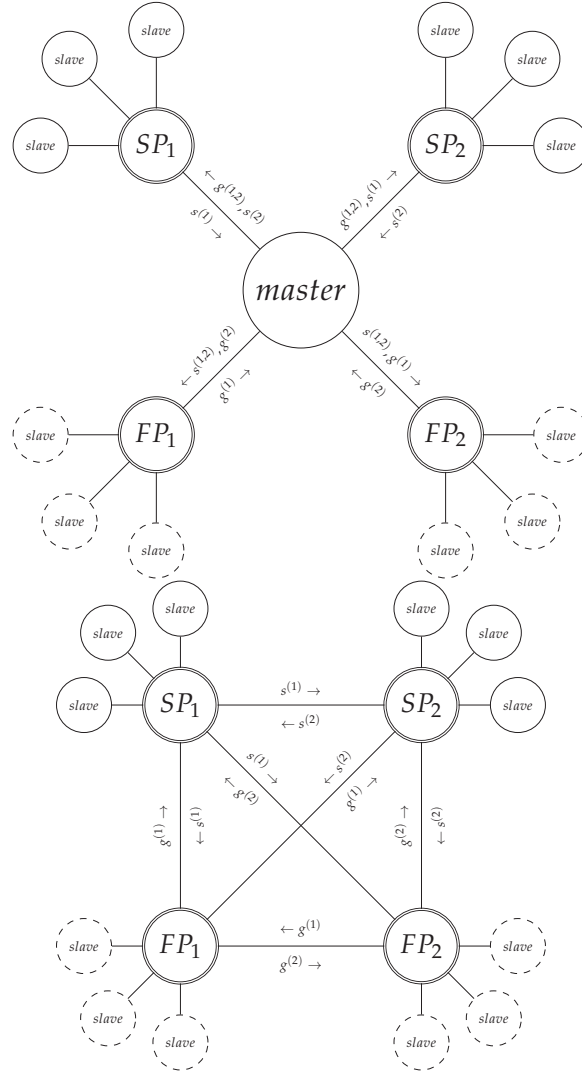 slave
slave
slave
slave
slave
slave
SP₁
SP₂
← g⁽¹,²⁾, s⁽²⁾
s⁽¹⁾ →
g⁽¹,²⁾, s⁽¹⁾ →
← s⁽²⁾
master
← s⁽¹,²⁾, g⁽²⁾
g⁽¹⁾ →
s⁽¹,²⁾, g⁽¹⁾ →
← g⁽²⁾
FP₁
FP₂
slave
slave
slave
slave
slave
slave
slave
slave
slave
slave
slave
slave
SP₁
SP₂
s⁽¹⁾ →
← s⁽²⁾
s⁽¹⁾ →
← g⁽²⁾
← s⁽²⁾
g⁽¹⁾ →
g⁽¹⁾ →
← s⁽¹⁾
g⁽²⁾ →
← s⁽²⁾
FP₁
FP₂
← g⁽¹⁾
g⁽²⁾ →
slave
slave
slave
slave
slave
slave